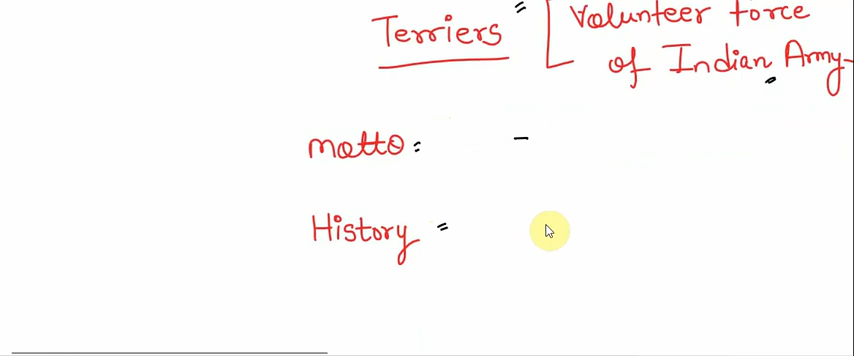 Terriers = [ Volunteer force
of Indian Army-
motto = -
History =